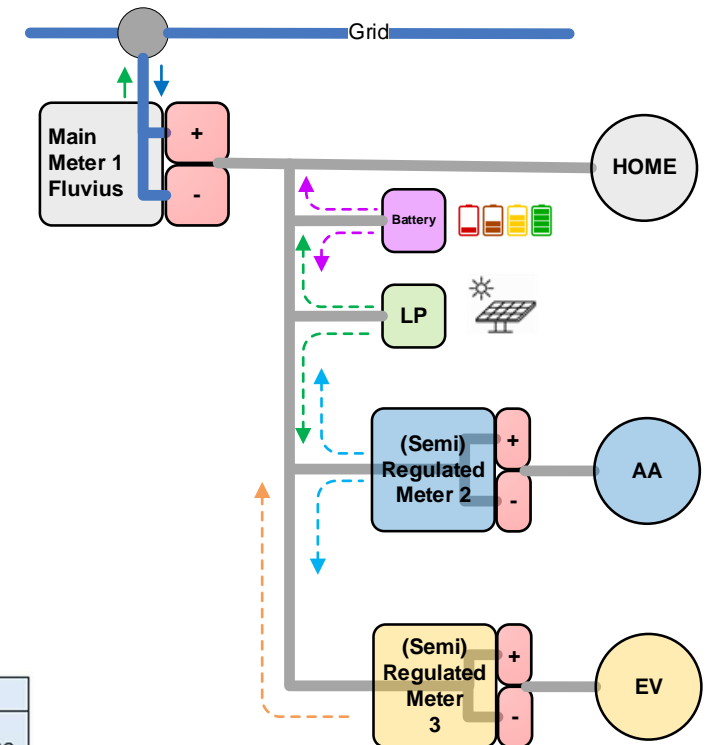 Grid
Main
Meter 1
Fluvius
+
-
HOME
Battery
LP
(Semi)
Regulated
Meter 2
+
-
AA
(Semi)
Regulated
Meter
3
+
-
EV